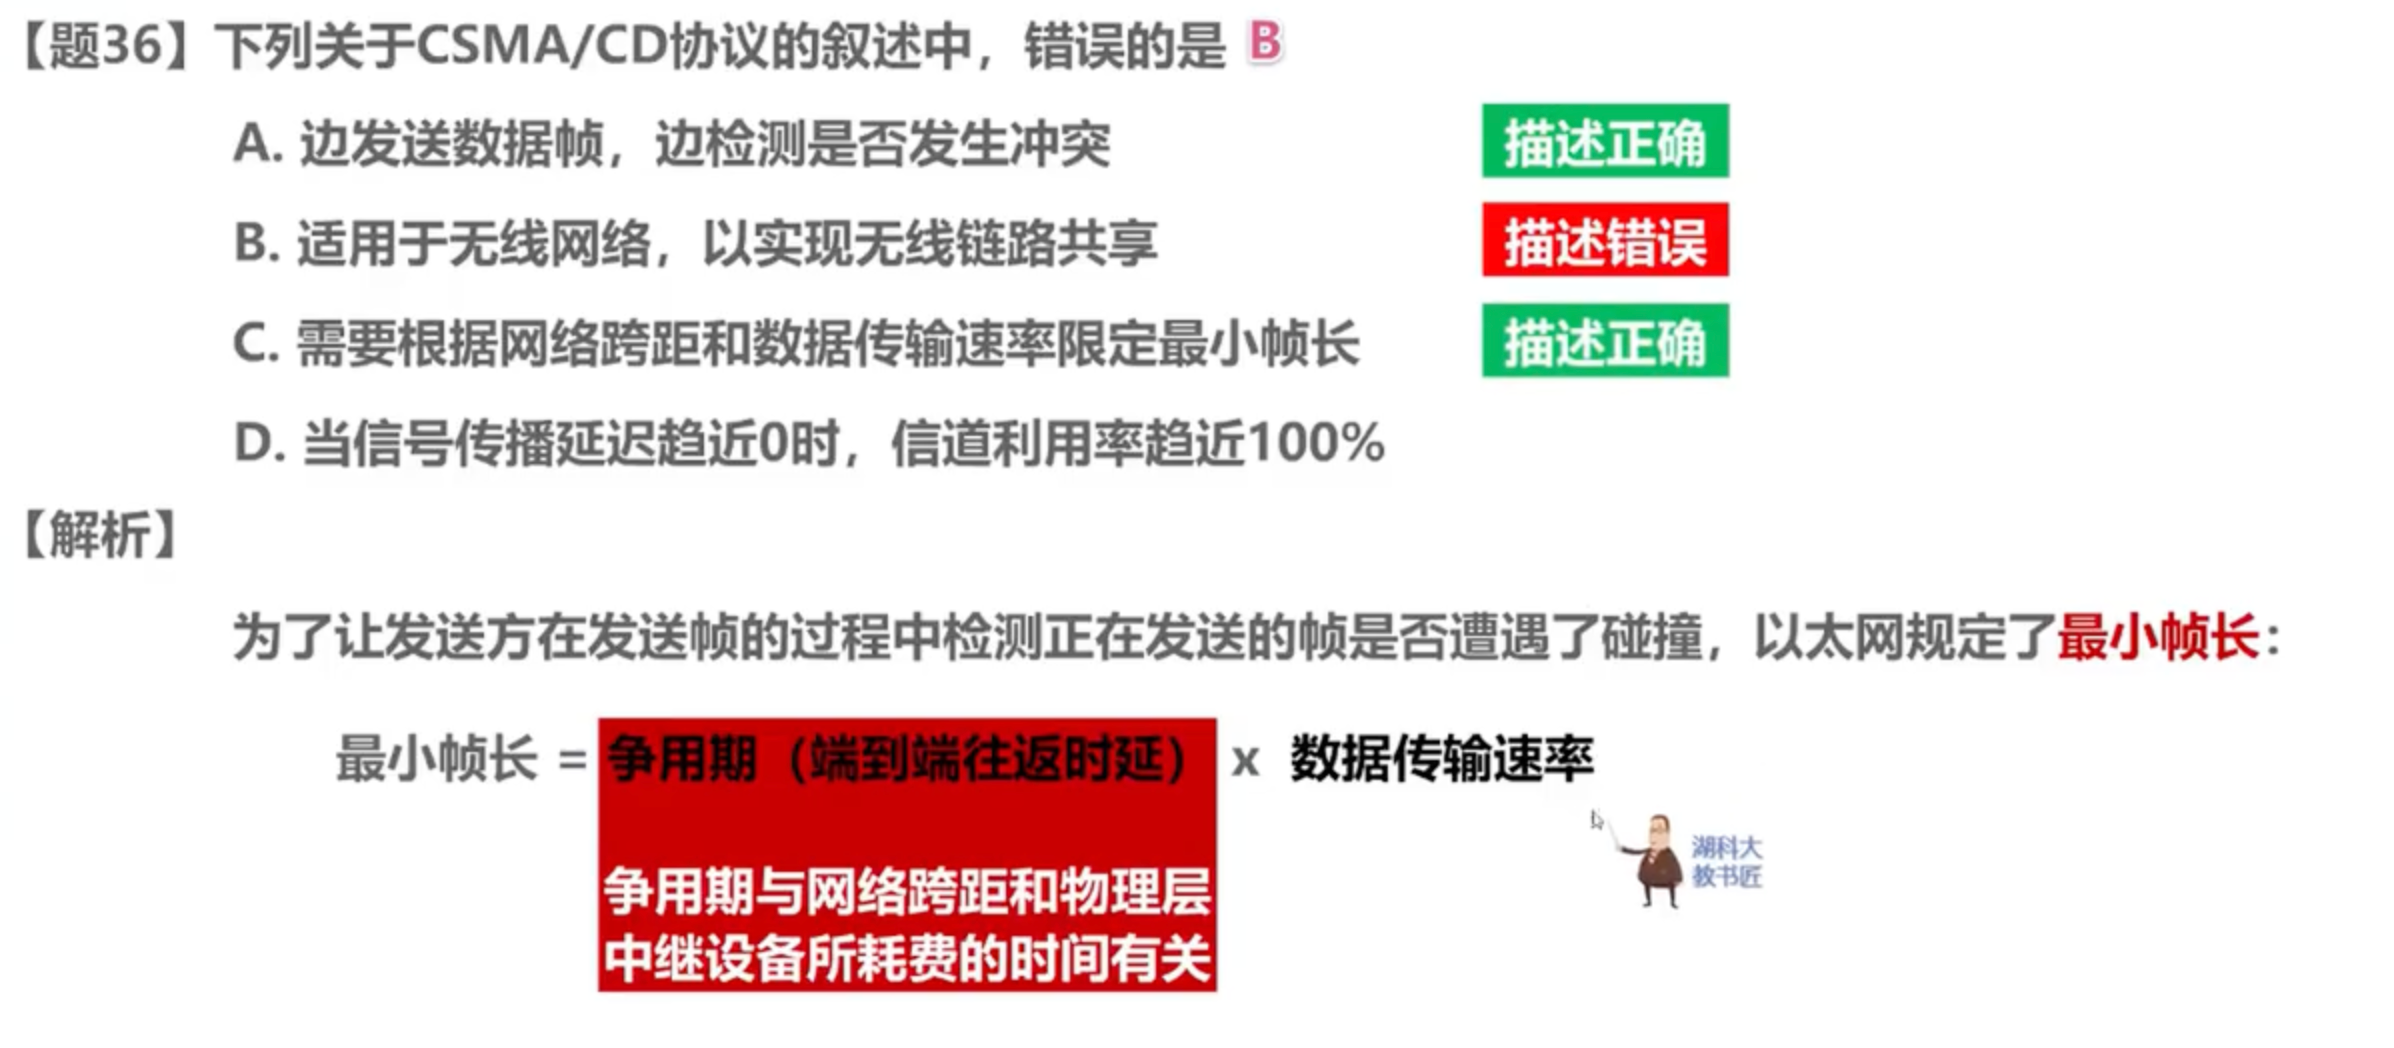 【题36】下列关于CSMA/CD协议的叙述中，错误的是 B
A. 边发送数据帧，边检测是否发生冲突 描述正确
B. 适用于无线网络，以实现无线链路共享 描述错误
C. 需要根据网络跨距和数据传输速率限定最小帧长 描述正确
D. 当信号传播延迟趋近0时，信道利用率趋近100%
【解析】
为了让发送方在发送帧的过程中检测正在发送的帧是否遭遇了碰撞，以太网规定了最小帧长：
最小帧长 = 争用期（端到端往返时延） x 数据传输速率
争用期与网络跨距和物理层
中继设备所耗费的时间有关
湖科大
教书匠